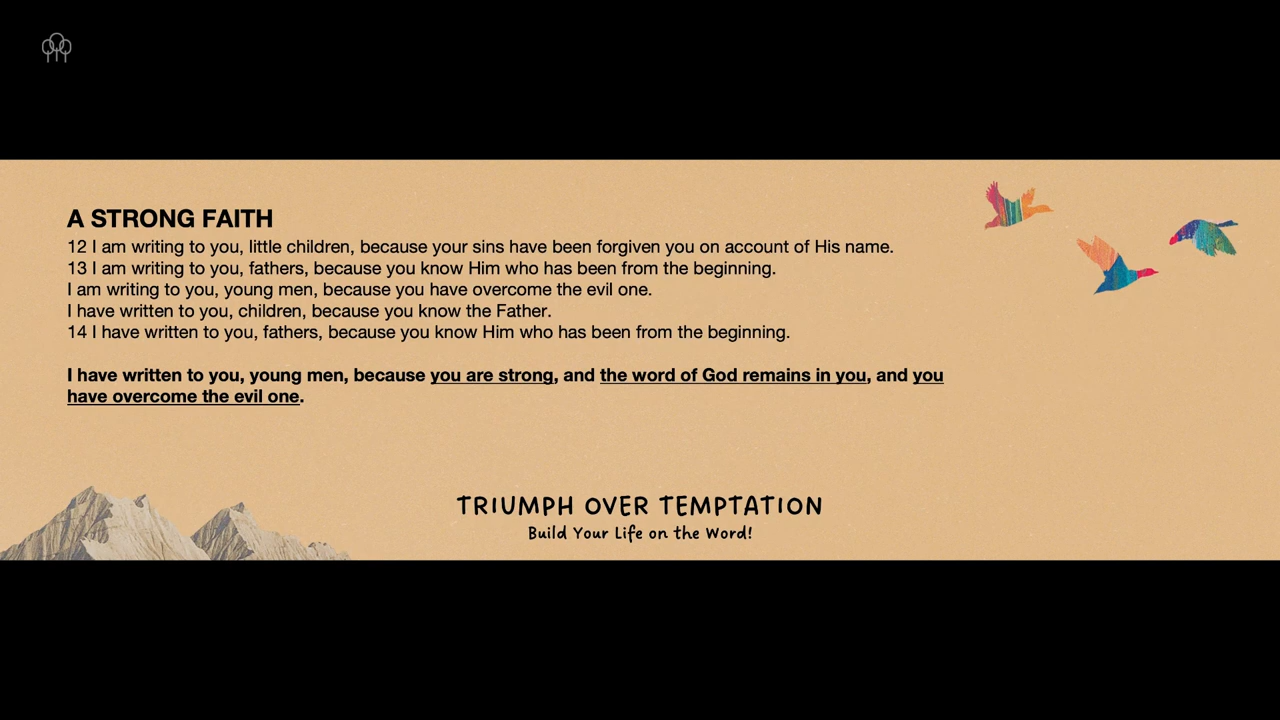 A STRONG FAITH
12 I am writing to you, little children, because your sins have been forgiven you on account of His name.
13 I am writing to you, fathers, because you know Him who has been from the beginning.
I am writing to you, young men, because you have overcome the evil one.
I have written to you, children, because you know the Father.
14 I have written to you, fathers, because you know Him who has been from the beginning.
I have written to you, young men, because you are strong, and the word of God remains in you, and you
have overcome the evil one.
TRIUMPH OVER TEMPTATION
Build Your Life on the Word!